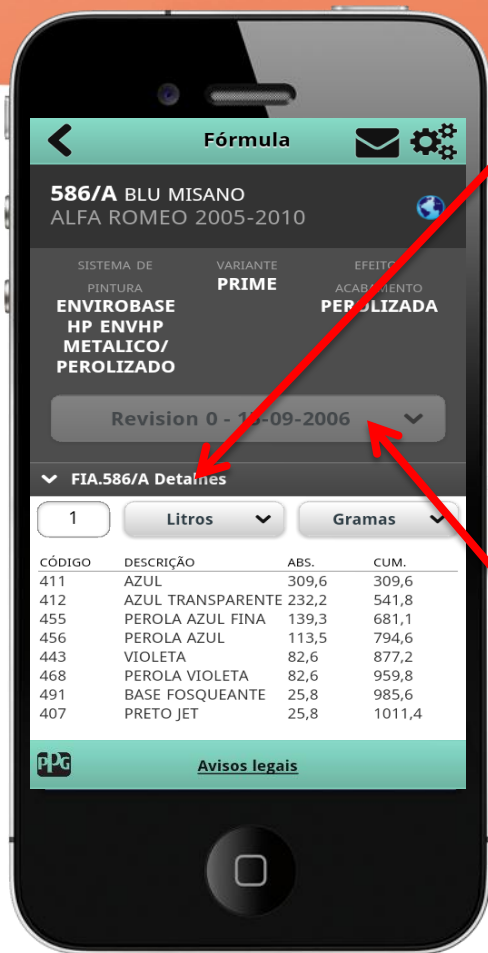 Fórmula
586/A BLU MISANO
ALFA ROMEO 2005-2010
SISTEMA DE PINTURA
ENVIROBASE
HP ENVHP
METALICO/
PEROLIZADO
VARIANTE
PRIME
ACABAMENTO
PEROLIZADA
Revision 0 - -09-2006
FIA.586/A Detalhes
1 Litros Gramas
CÓDIGO DESCRIÇÃO ABS. CUM.
411 AZUL 309,6 309,6
412 AZUL TRANSPARENTE 232,2 541,8
455 PEROLA AZUL FINA 139,3 681,1
456 PEROLA AZUL 113,5 794,6
443 VIOLETA 82,6 877,2
468 PEROLA VIOLETA 82,6 959,8
491 BASE FOSQUEANTE 25,8 985,6
407 PRETO JET 25,8 1011,4
PPG Avisos legais